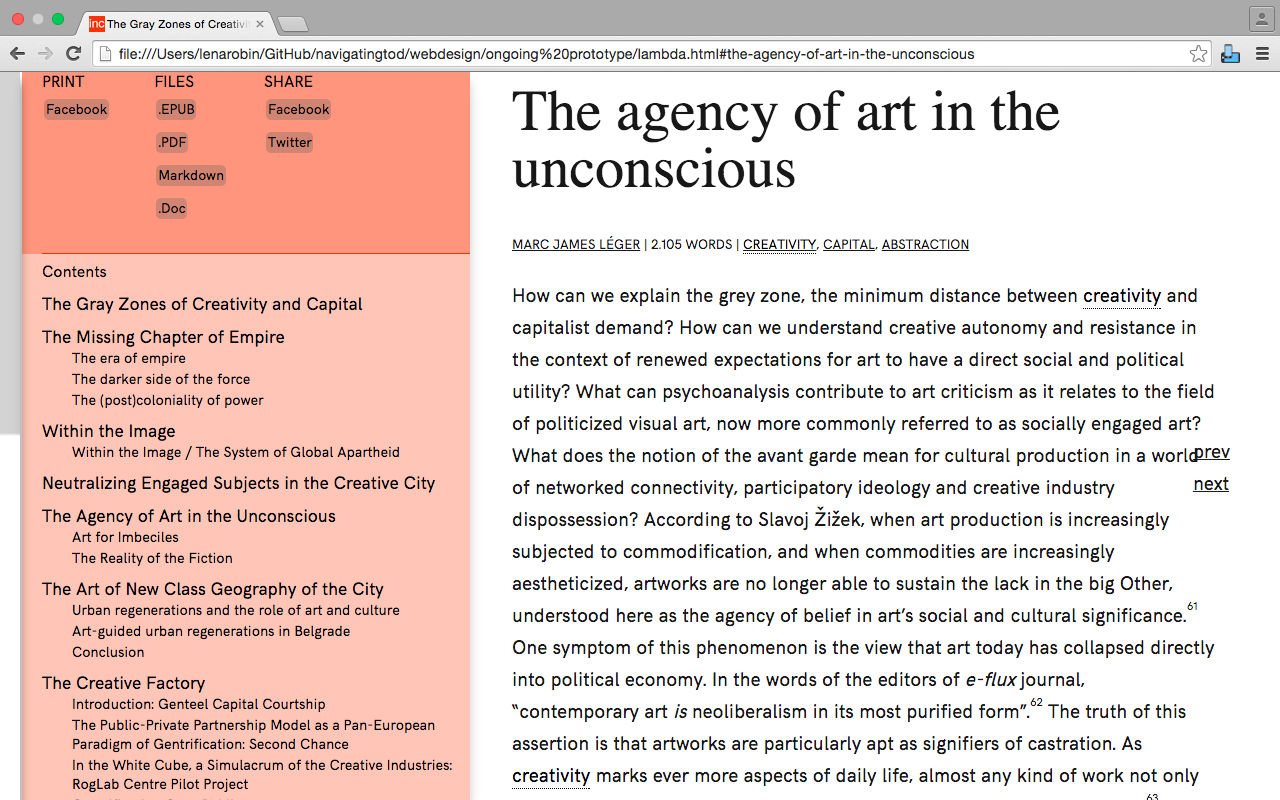 inc The Gray Zones of Creativi
file:///Users/lenarobin/GitHub/navigatingtod/webdesign/ongoing%20prototype/lambda.html#the-agency-of-art-in-the-unconscious
PRINT FILES SHARE
Facebook .EPUB Facebook
.PDF Twitter
Markdown
.Doc
Contents
The Gray Zones of Creativity and Capital
The Missing Chapter of Empire
The era of empire
The darker side of the force
The (post)coloniality of power
Within the Image
Within the Image / The System of Global Apartheid
Neutralizing Engaged Subjects in the Creative City
The Agency of Art in the Unconscious
Art for Imbeciles
The Reality of the Fiction
The Art of New Class Geography of the City
Urban regenerations and the role of art and culture
Art-guided urban regenerations in Belgrade
Conclusion
The Creative Factory
Introduction: Genteel Capital Courtship
The Public-Private Partnership Model as a Pan-European
Paradigm of Gentrification: Second Chance
In the White Cube, a Simulacrum of the Creative Industries:
RogLab Centre Pilot Project
The agency of art in the
unconscious
MARC JAMES LÉGER | 2.105 WORDS | CREATIVITY, CAPITAL, ABSTRACTION
How can we explain the grey zone, the minimum distance between creativity and
capitalist demand? How can we understand creative autonomy and resistance in
the context of renewed expectations for art to have a direct social and political
utility? What can psychoanalysis contribute to art criticism as it relates to the field
of politicized visual art, now more commonly referred to as socially engaged art?
What does the notion of the avant garde mean for cultural production in a world
of networked connectivity, participatory ideology and creative industry
dispossession? According to Slavoj Žižek, when art production is increasingly
subjected to commodification, and when commodities are increasingly
aestheticized, artworks are no longer able to sustain the lack in the big Other,
understood here as the agency of belief in art’s social and cultural significance.61
One symptom of this phenomenon is the view that art today has collapsed directly
into political economy. In the words of the editors of e-flux journal,
“contemporary art is neoliberalism in its most purified form”.62 The truth of this
assertion is that artworks are particularly apt as signifiers of castration. As
creativity marks ever more aspects of daily life, almost any kind of work not only
63
prev
next